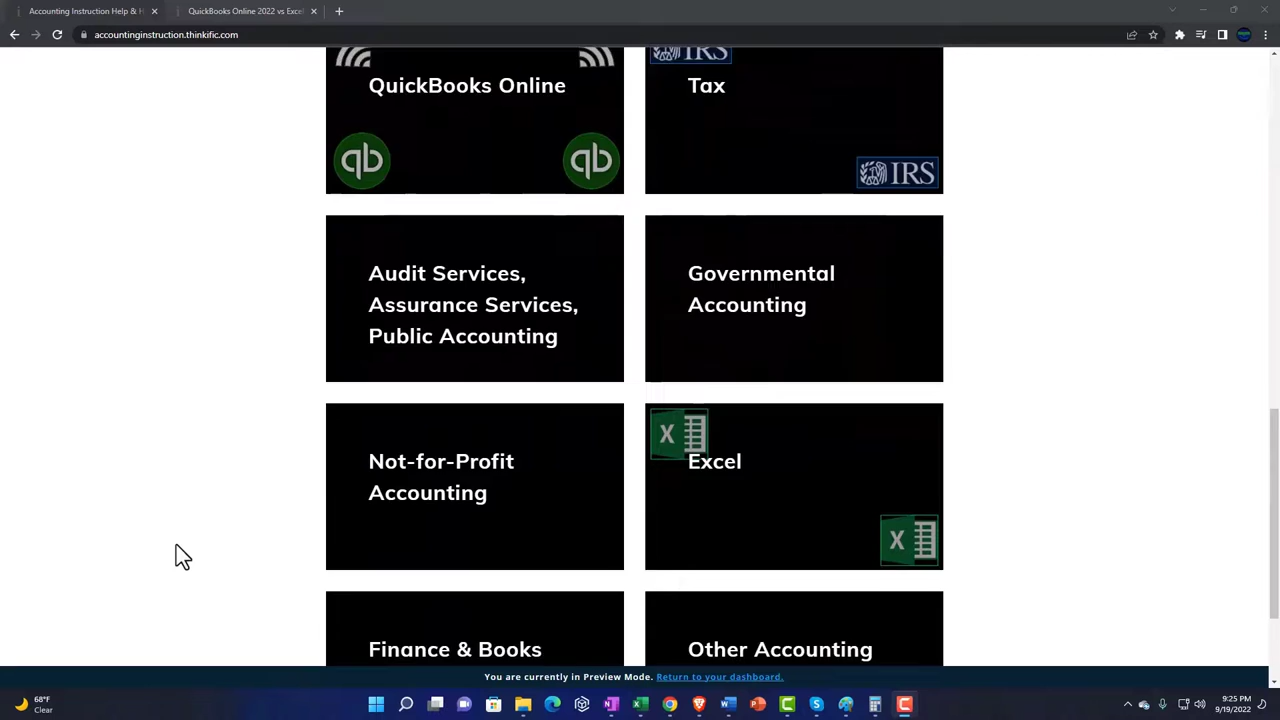 Accounting Instruction Help & H
QuickBooks Online 2022 vs Excel
accountinginstruction.thinkific.com
QuickBooks Online
IRS
Tax
qb
qb
IRS
Audit Services,
Assurance Services,
Public Accounting
Governmental
Accounting
Not-for-Profit
Accounting
X
Excel
X
Finance & Books
Other Accounting
You are currently in Preview Mode. Return to your dashboard.
68°F
Clear
9:25 PM
9/19/2022